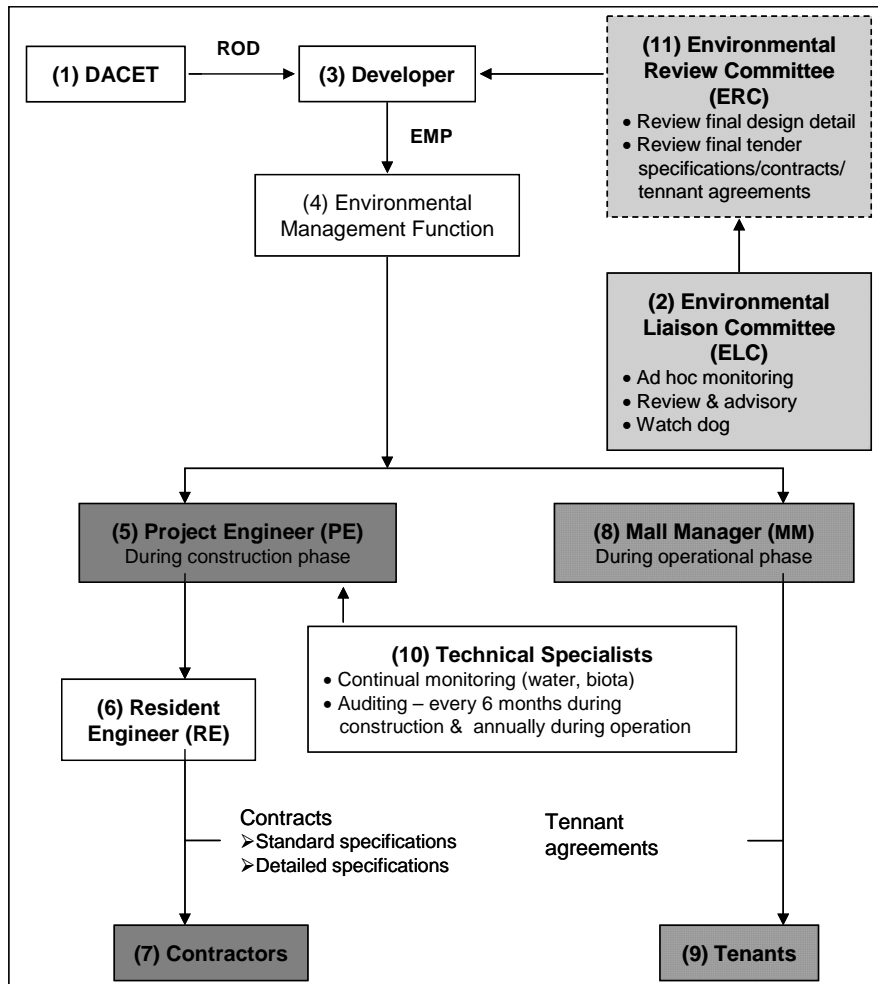 (1) DACET
ROD
(3) Developer
(11) Environmental
Review Committee
(ERC)
• Review final design detail
• Review final tender
specifications/contracts/
tennant agreements
EMP
(4) Environmental
Management Function
(2) Environmental
Liaison Committee
(ELC)
• Ad hoc monitoring
• Review & advisory
• Watch dog
(5) Project Engineer (PE)
During construction phase
(8) Mall Manager (MM)
During operational phase
(10) Technical Specialists
• Continual monitoring (water, biota)
• Auditing – every 6 months during
construction & annually during operation
(6) Resident
Engineer (RE)
Contracts
➢Standard specifications
➢Detailed specifications
Tennant
agreements
(7) Contractors
(9) Tenants